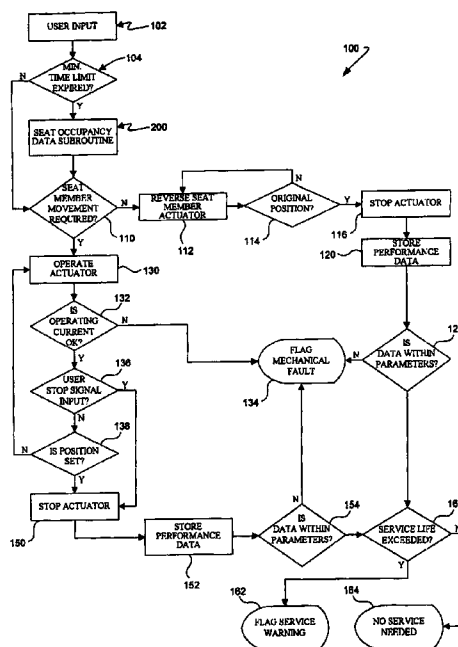 USER INPUT
102
100
MIN.
TIME LIMIT
EXPIRED?
104
N
Y
SEAT OCCUPANCY
DATA SUBROUTINE
200
SEAT
MEMBER
MOVEMENT
REQUIRED?
110
N
Y
REVERSE SEAT
MEMBER
ACTUATOR
112
ORIGINAL
POSITION?
114
N
Y
STOP ACTUATOR
116
STORE
PERFORMANCE
DATA
120
OPERATE
ACTUATOR
130
IS
OPERATING
CURRENT
OK?
132
N
Y
FLAG
MECHANICAL
FAULT
134
IS
DATA WITHIN
PARAMETERS?
12
N
Y
USER
STOP SIGNAL
INPUT?
136
Y
N
IS POSITION
SET?
138
N
Y
STOP ACTUATOR
150
STORE
PERFORMANCE
DATA
152
IS
DATA WITHIN
PARAMETERS?
154
N
Y
SERVICE LIFE
EXCEEDED?
16
N
Y
FLAG SERVICE
WARNING
162
NO SERVICE
NEEDED
164